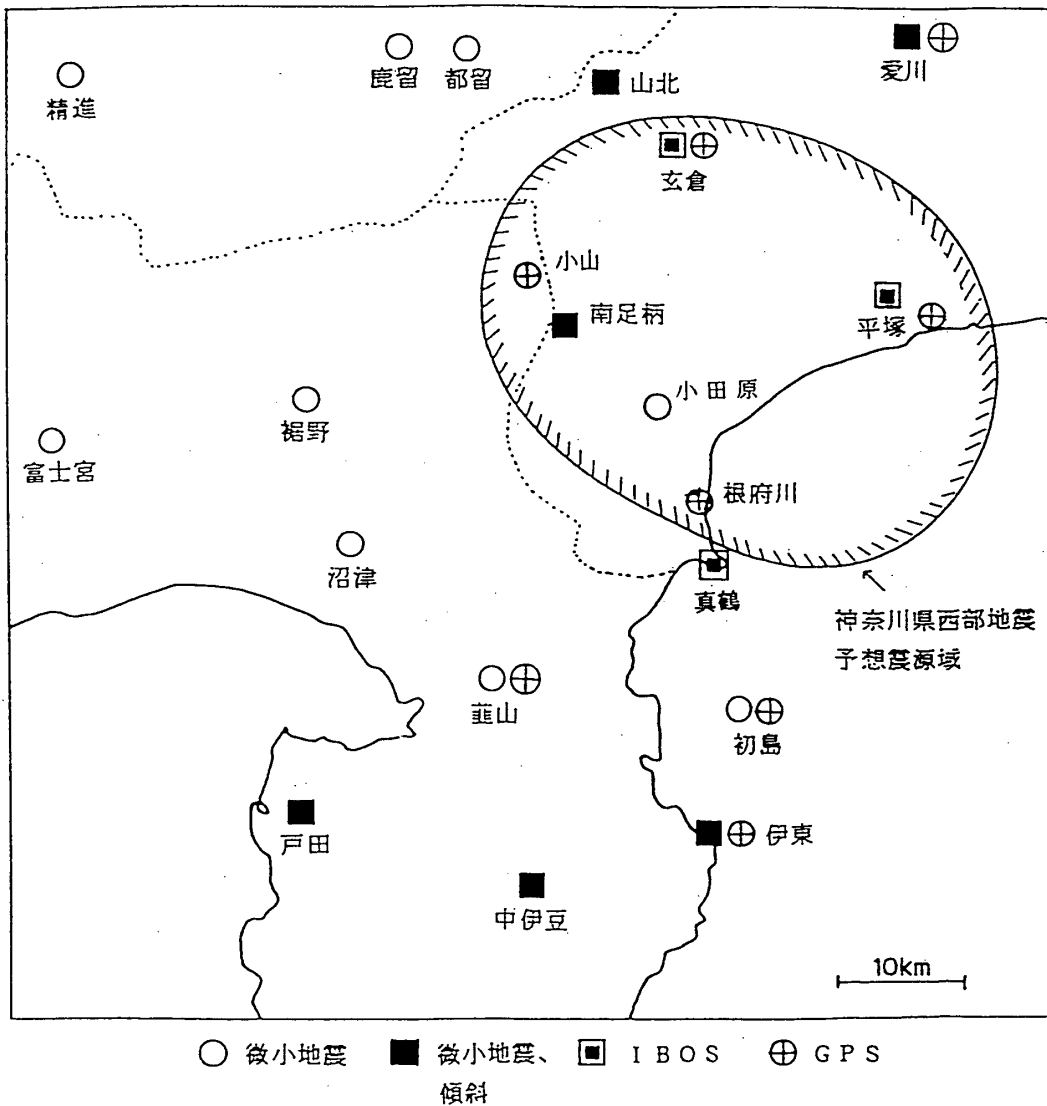 鹿留 都留
精進
山北
愛川
玄倉
小山
南足柄
平塚
小田原
裾野
富士宮
根府川
沼津
真鶴
神奈川県西部地震
予想震源域
韮山
初島
戸田
伊東
中伊豆
10km
微小地震 微小地震、 IBOS GPS
傾斜